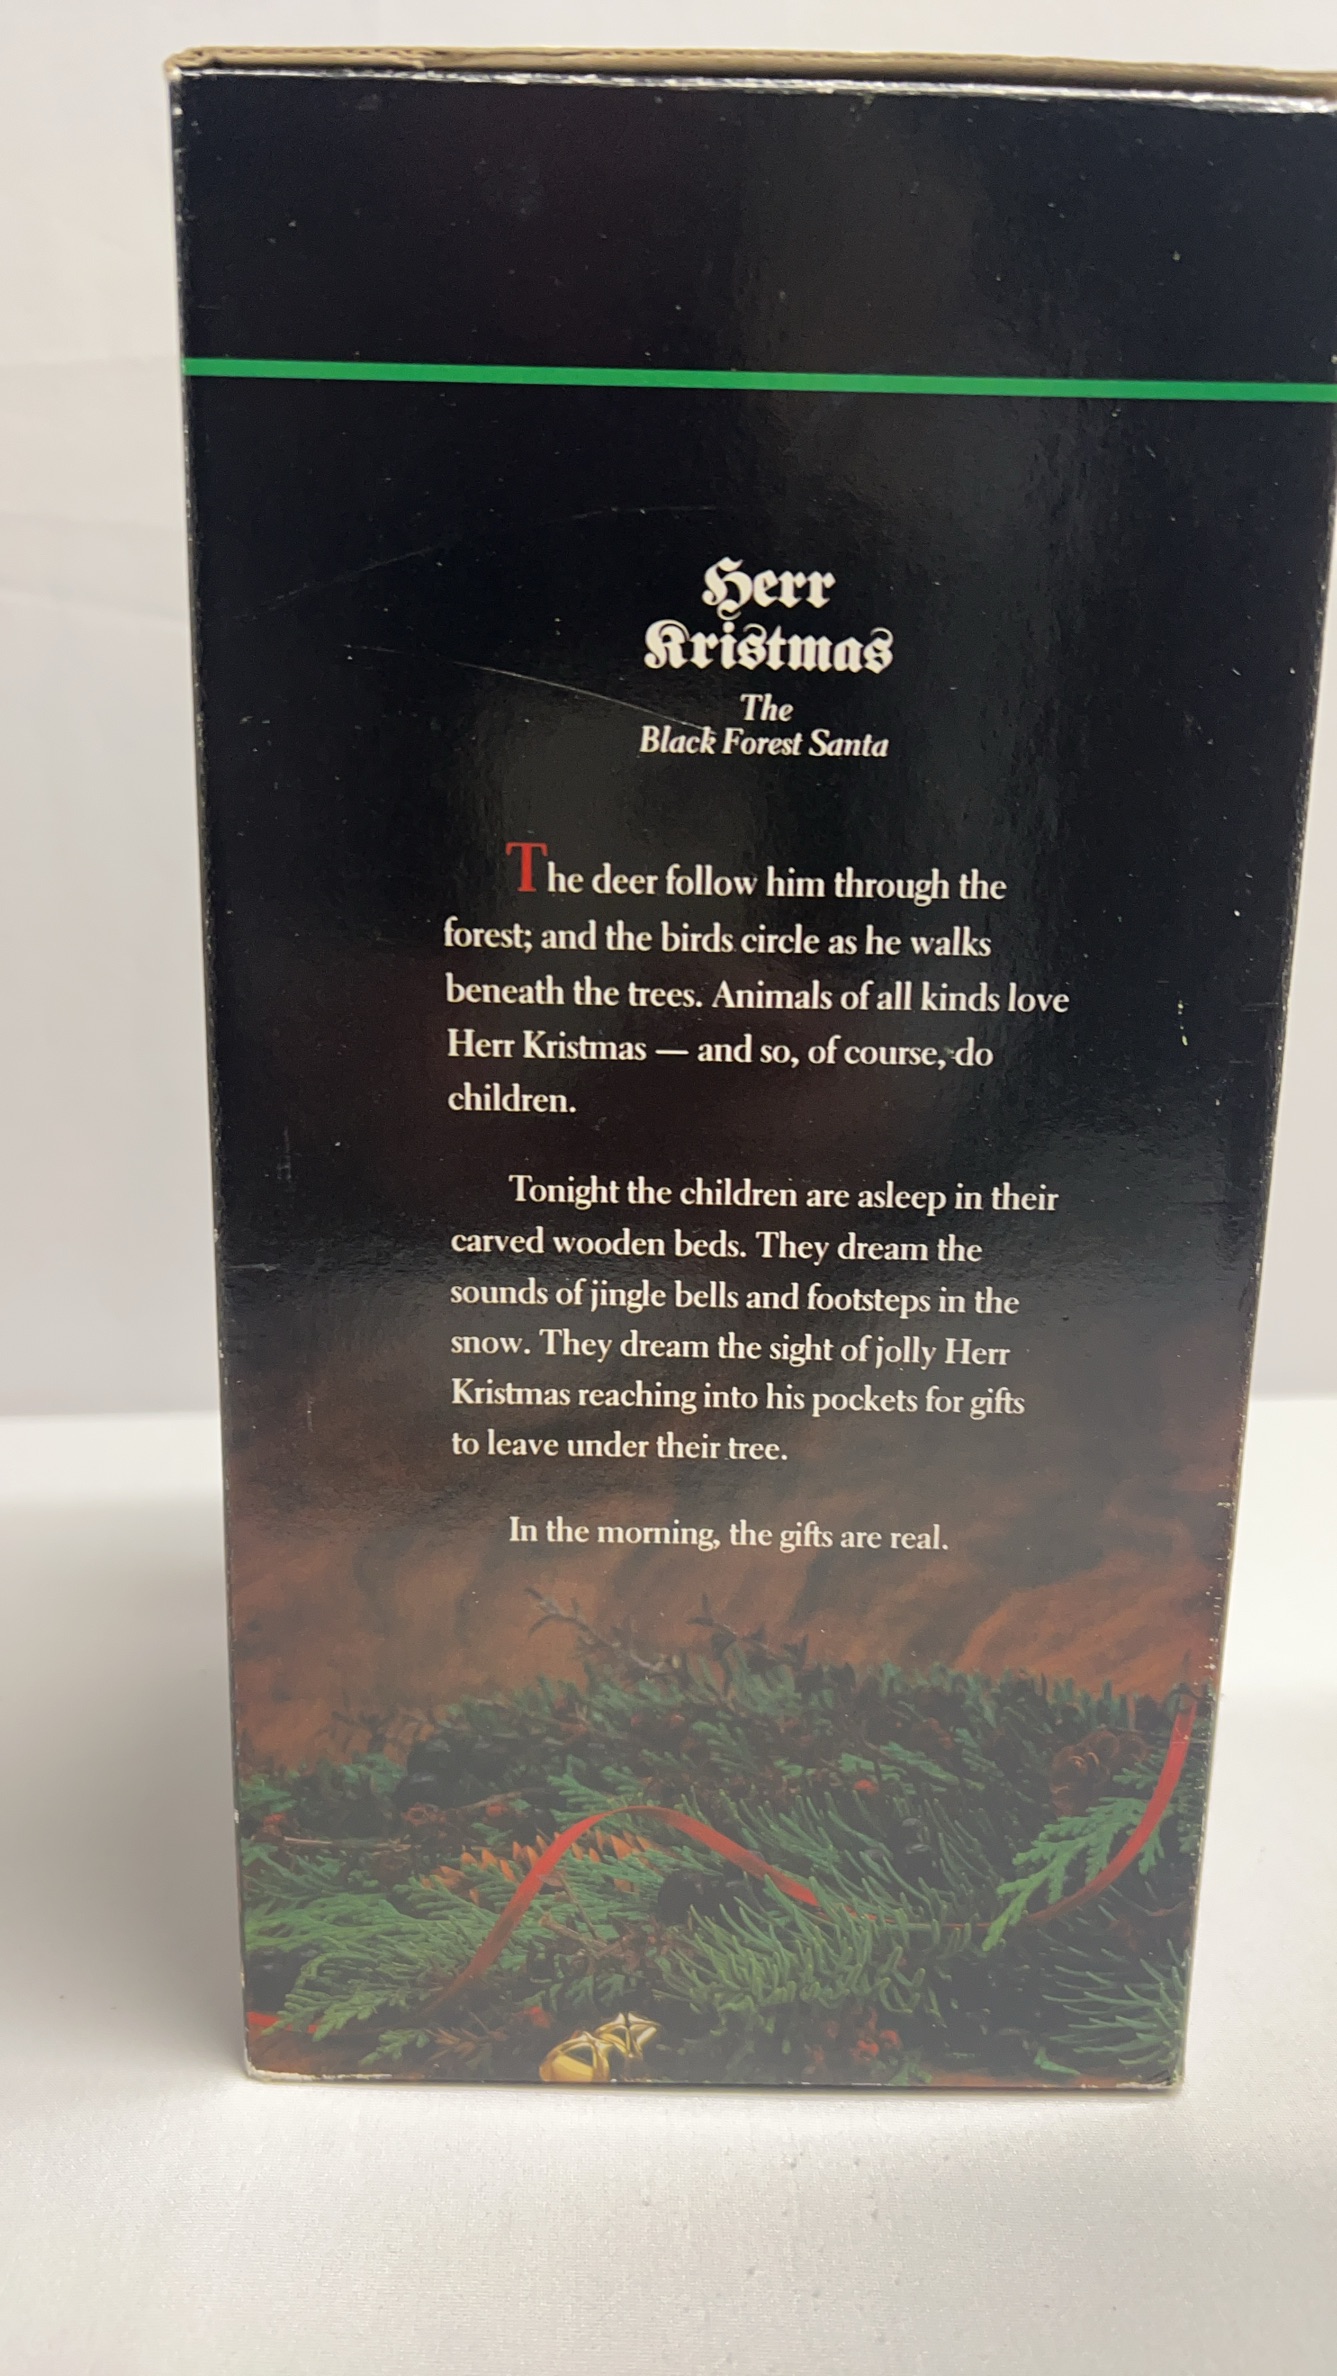 Herr
Kristmas
The
Black Forest Santa
The deer follow him through the
forest; and the birds circle as he walks
beneath the trees. Animals of all kinds love
Herr Kristmas — and so, of course, do
children.
Tonight the children are asleep in their
carved wooden beds. They dream the
sounds of jingle bells and footsteps in the
snow. They dream the sight of jolly Herr
Kristmas reaching into his pockets for gifts
to leave under their tree.
In the morning, the gifts are real.